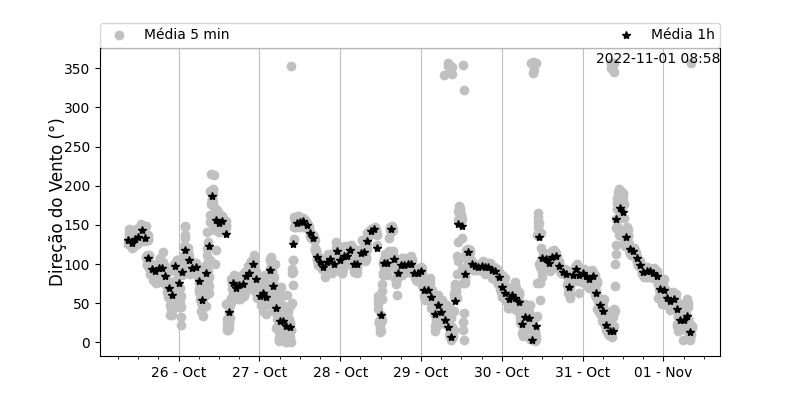 Média 5 min
Média 1h
2022-11-01 08:58
Direção do Vento (°)
350
300
250
200
150
100
50
0
26 - Oct
27 - Oct
28 - Oct
29 - Oct
30 - Oct
31 - Oct
01 - Nov